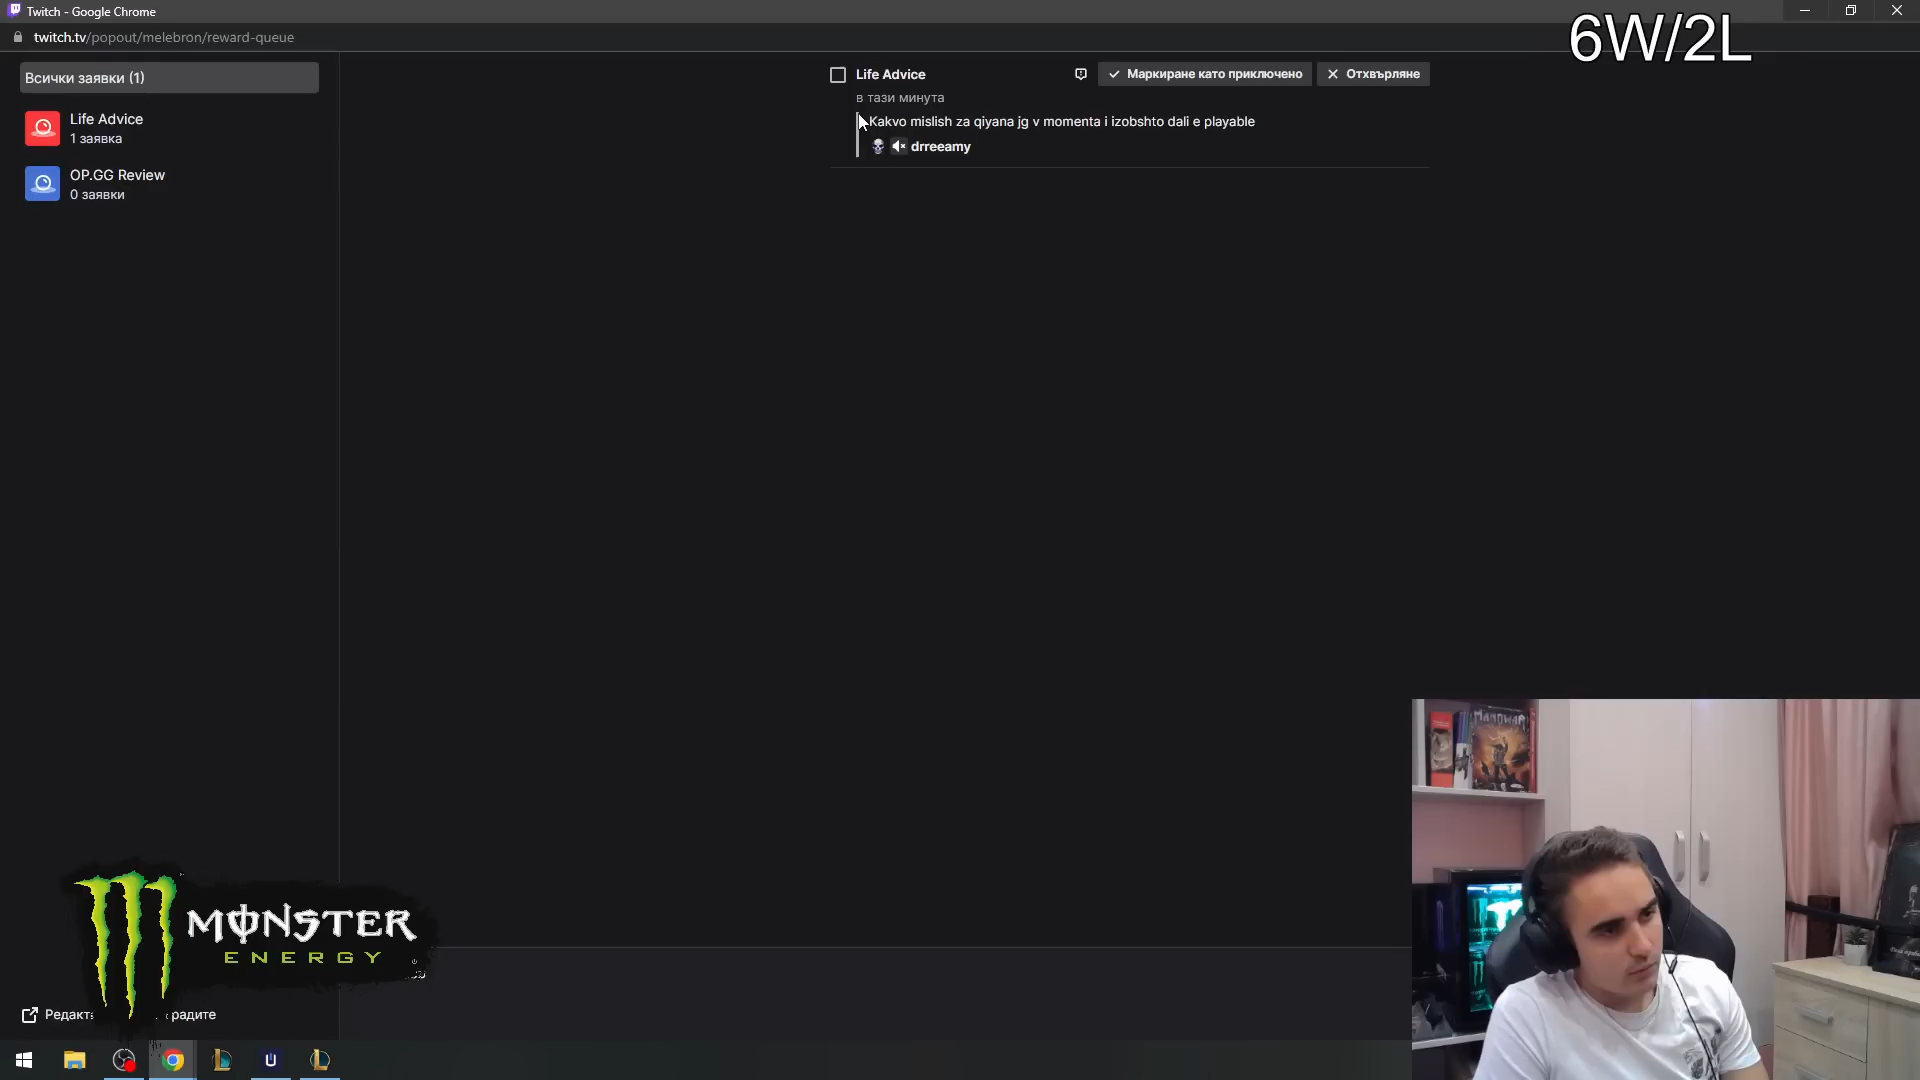 Twitch - Google Chrome
twitch.tv/popout/melebron/reward-queue
6W/2L
Всички заявки (1)
Life Advice
1 заявка
OP.GG Review
0 заявки
Life Advice
Маркиране като приключено
Отхвърляне
в тази минута
Kakvo mislish za qiyana jg v momenta i izobshto dali e playable
drreeamy
MONSTER
ENERGY
радите
MANOWAR